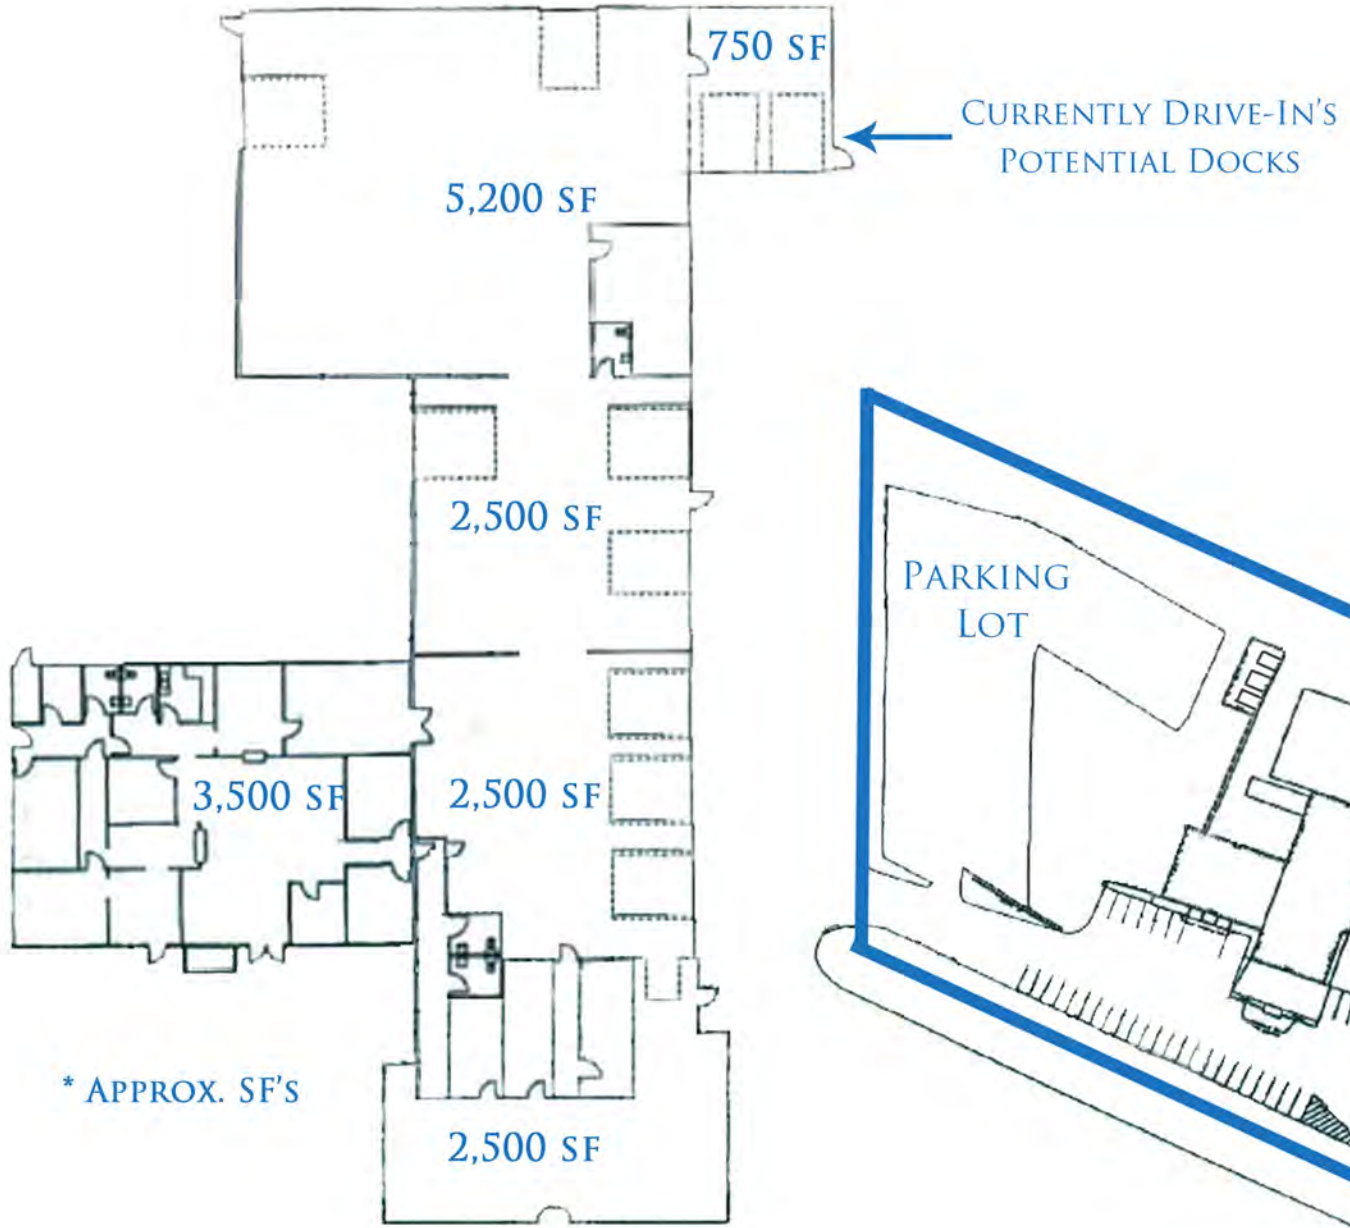 750 SF
CURRENTLY DRIVE-IN'S
POTENTIAL DOCKS
5,200 SF
2,500 SF
PARKING
LOT
3,500 SF
2,500 SF
* APPROX. SF'S
2,500 SF